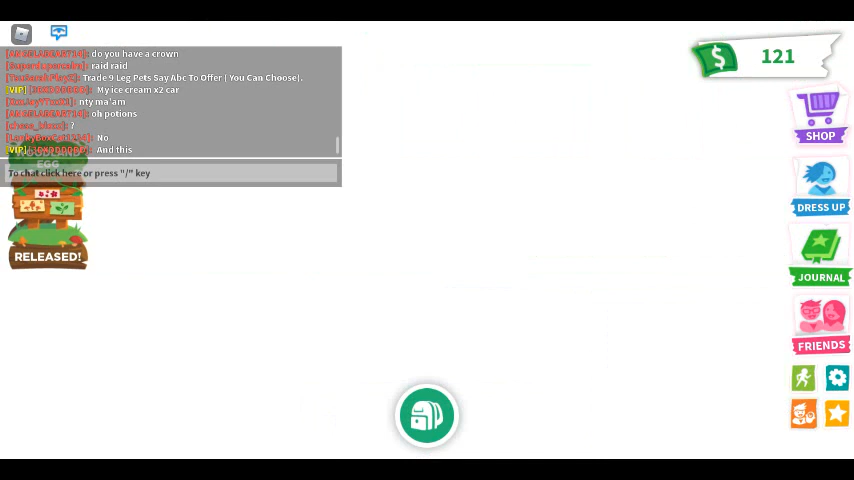 do you have a crown
raid raid
Trade 9 Leg Pets Say Abc To Offer ( You Can Choose).
[VIP] My ice cream x2 car
nty ma'am
oh potions
?
No
[VIP] And this
To chat click here or press "/" key
WOODLAND
EGG
RELEASED!
121
SHOP
DRESS UP
JOURNAL
FRIENDS